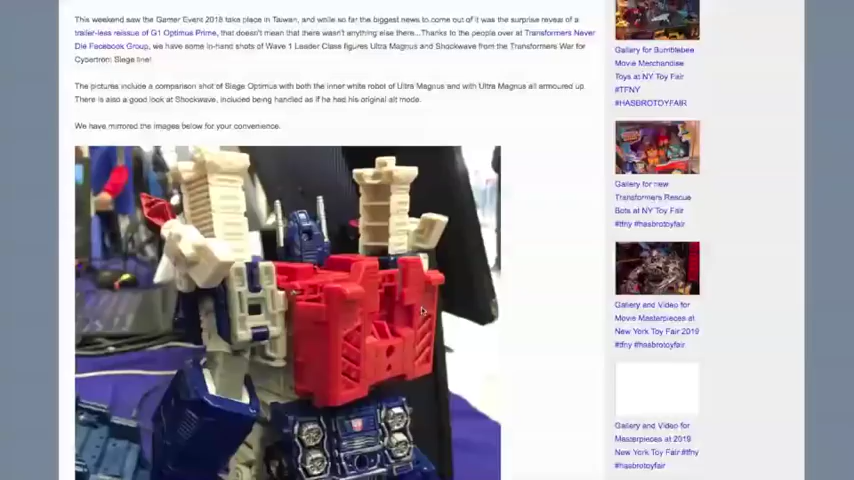 This weekend saw the Gamer Event 2018 take place in Taiwan, and while so far the biggest news to come out of it was the surprise reveal of a
trailer-less reissue of G1 Optimus Prime, that doesn't mean that there wasn't anything else there...Thanks to the people over at Transformers Never
Die Facebook Group, we have some in-hand shots of Wave 1 Leader Class figures Ultra Magnus and Shockwave from the Transformers War for
Cybertron: Siege line!
The pictures include a comparison shot of Siege Optimus with both the inner white robot of Ultra Magnus and with Ultra Magnus all armoured up.
There is also a good look at Shockwave, included being handled as if he had his original alt mode.
We have mirrored the images below for your convenience.
Gallery for Bumblebee
Movie Merchandise
Toys at NY Toy Fair
#TFNY
#HASBROTOYFAIR
Gallery for new
Transformers Rescue
Bots at NY Toy Fair
#tfny #hasbrotoyfair
Gallery and Video for
Movie Masterpieces at
New York Toy Fair 2019
#tfny #hasbrotoyfair
Gallery and Video for
Masterpieces at 2019
New York Toy Fair #tfny
#hasbrotoyfair